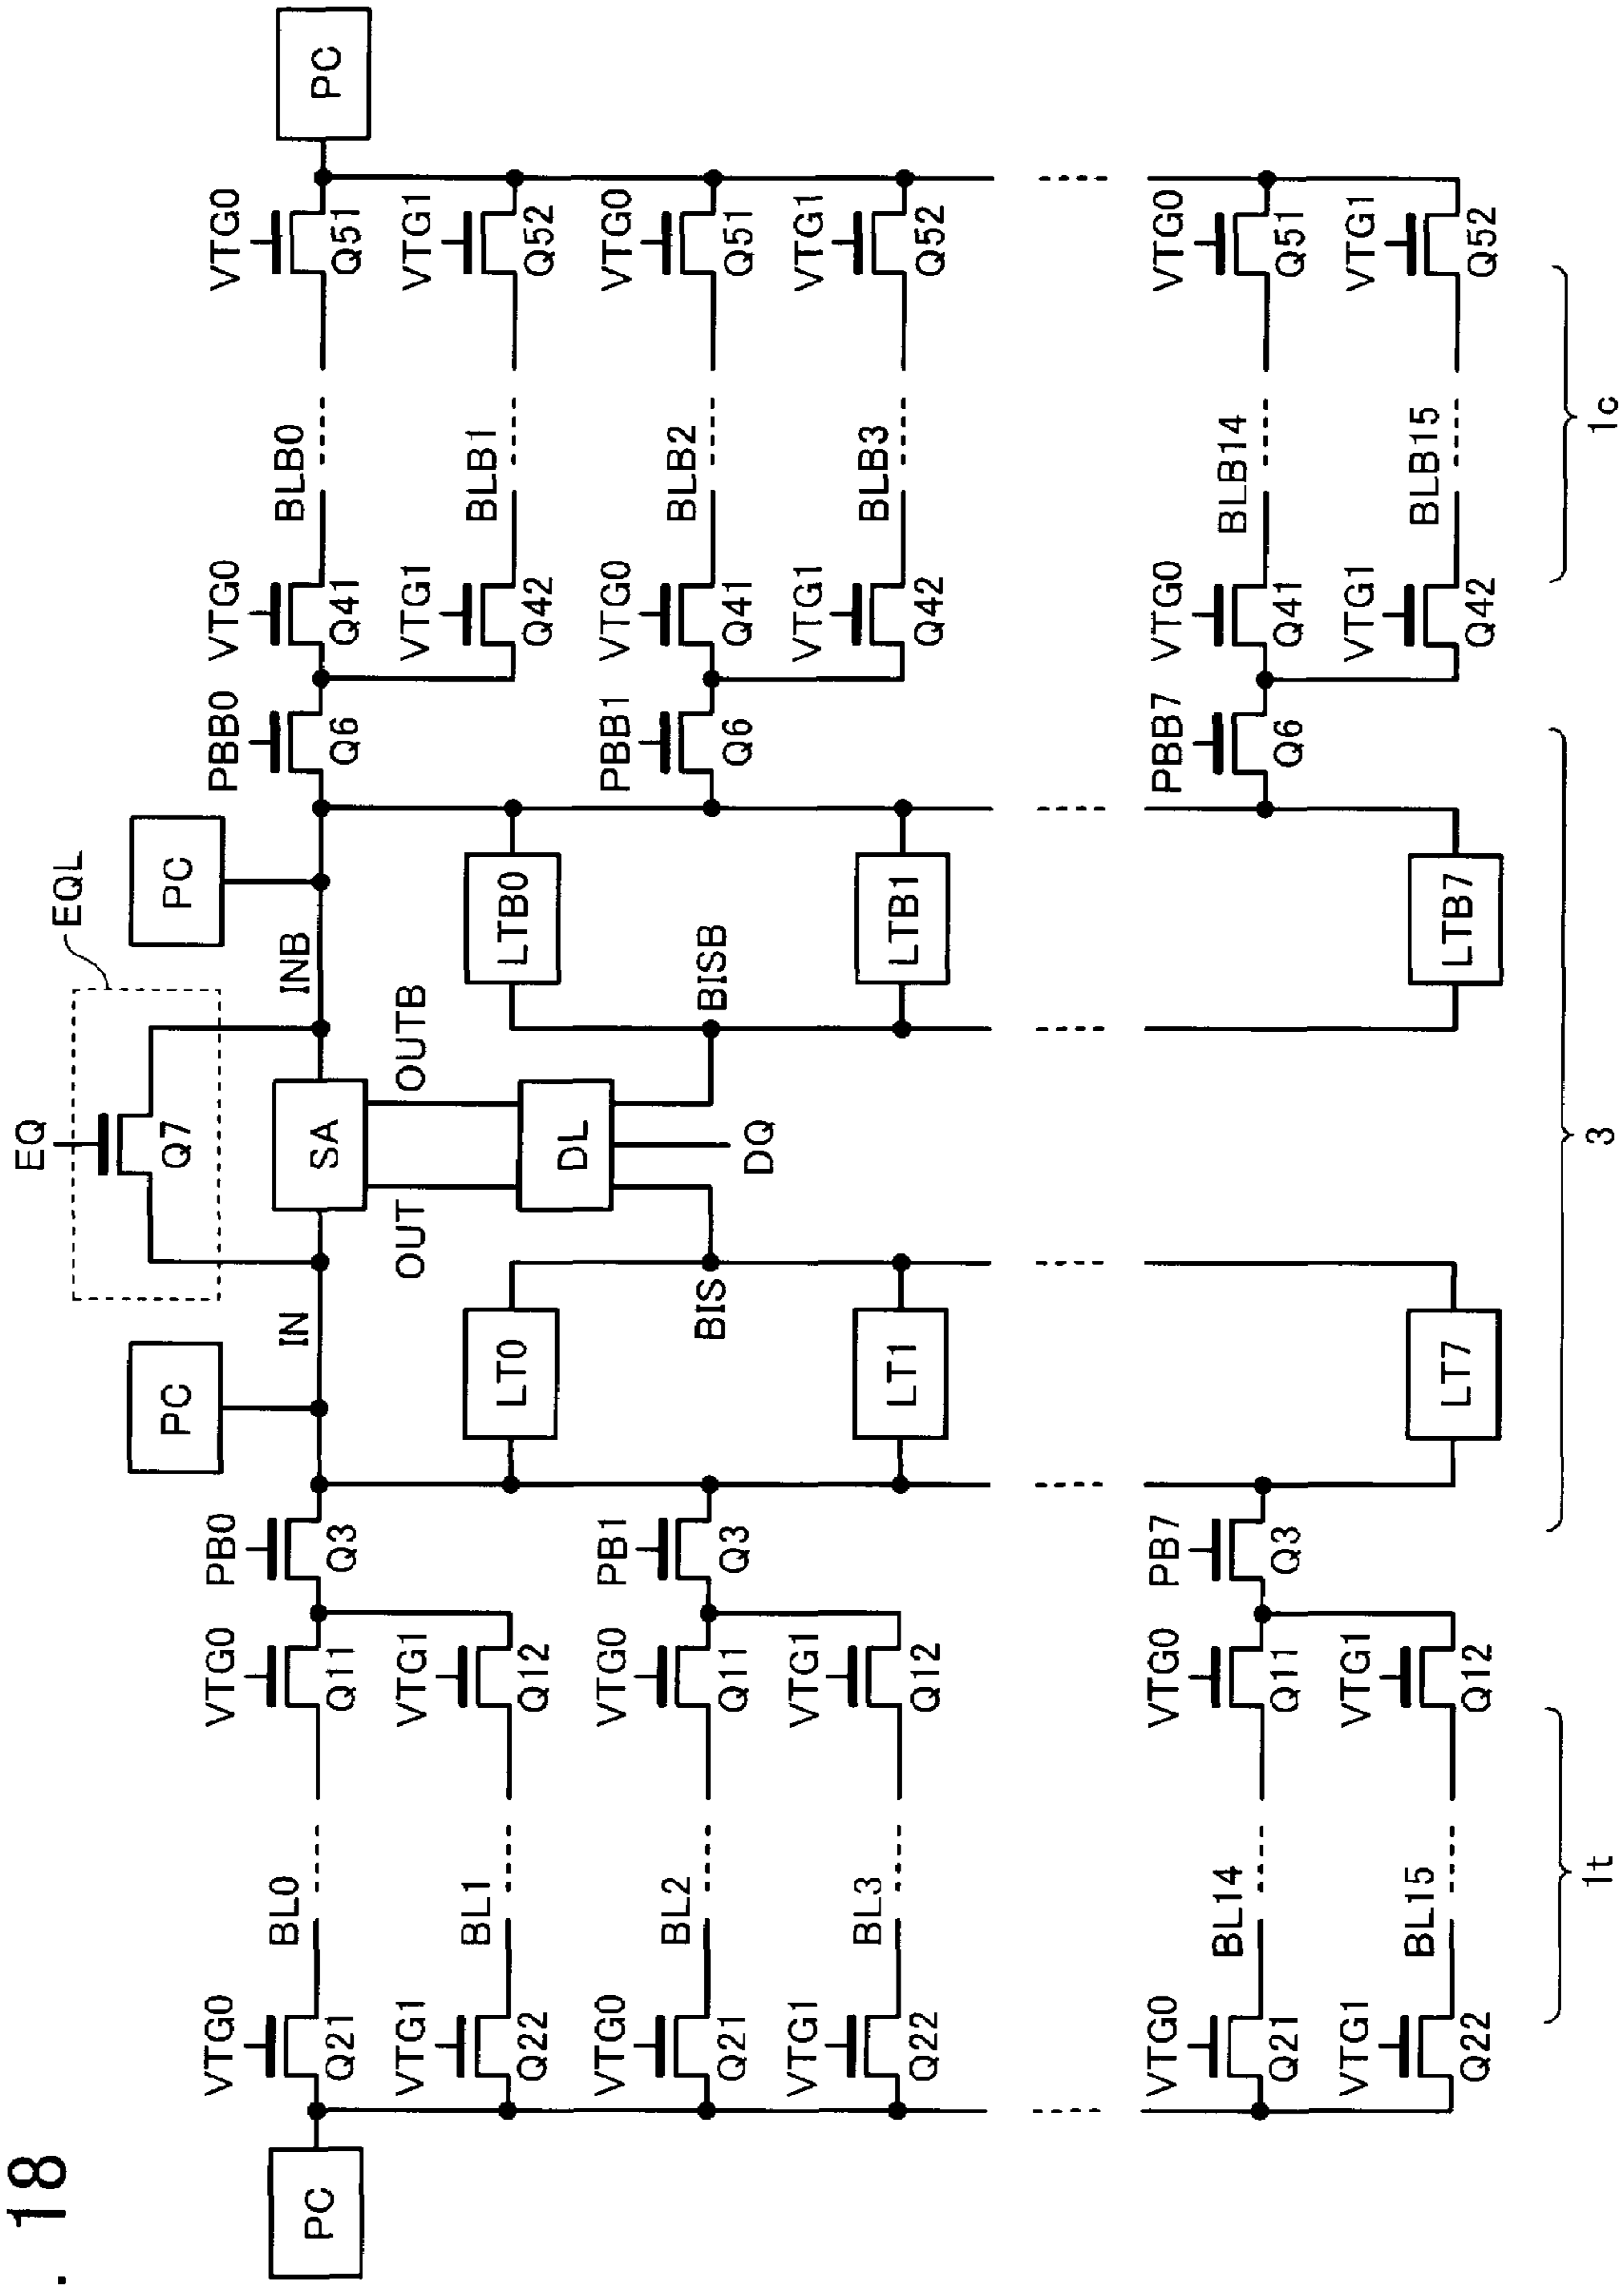 . 18
EQ
EQL
Q7
PC
PC
PC
IN
SA
INB
PC
VTG0
VTG0
PB0
PBB0
VTG0
VTG0
Q21
BL0
Q11
Q3
Q6
Q41
BLB0
Q51
OUT
OUTB
VTG1
VTG1
VTG1
VTG1
Q22
BL1
Q12
LT0
DL
LTB0
Q42
BLB1
Q52
VTG0
VTG0
PB1
PBB1
VTG0
VTG0
Q21
BL2
Q11
Q3
BIS
DQ
BISB
Q6
Q41
BLB2
Q51
VTG1
VTG1
VTG1
VTG1
Q22
BL3
Q12
LT1
LTB1
Q42
BLB3
Q52
VTG0
VTG0
PB7
PBB7
VTG0
VTG0
Q21
BL14
Q11
Q3
Q6
Q41
BLB14
Q51
VTG1
VTG1
VTG1
VTG1
Q22
BL15
Q12
LT7
LTB7
Q42
BLB15
Q52
1t
3
1c